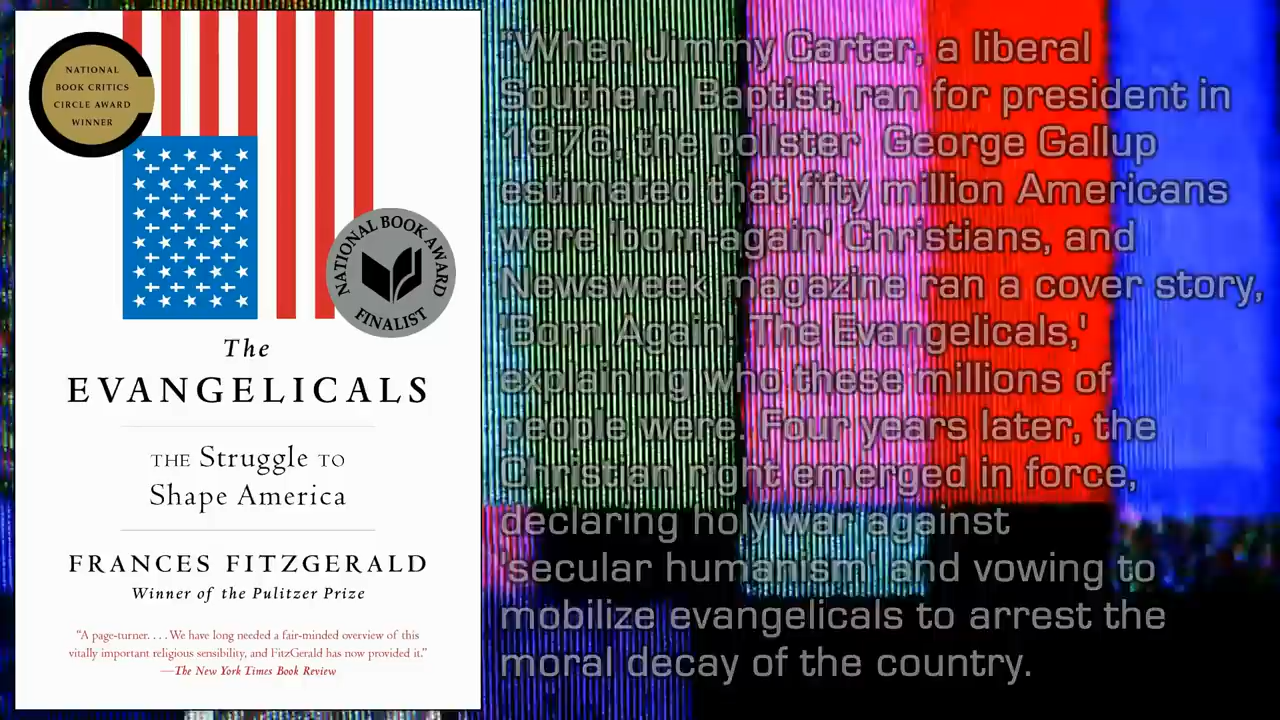 NATIONAL
BOOK CRITICS
CIRCLE AWARD
WINNER
NATIONAL BOOK AWARD
FINALIST
The
EVANGELICALS
THE Struggle TO
Shape America
FRANCES FITZGERALD
Winner of the Pulitzer Prize
“A page-turner. . . . We have long needed a fair-minded overview of this
vitally important religious sensibility, and FitzGerald has now provided it.”
—The New York Times Book Review
"When Jimmy Carter, a liberal
Southern Baptist, ran for president in
1976, the pollster George Gallup
estimated that fifty million Americans
were 'born-again' Christians, and
Newsweek magazine ran a cover story,
'Born Again! The Evangelicals,'
explaining who these millions of
people were. Four years later, the
Christian right emerged in force,
declaring holy war against
'secular humanism' and vowing to
mobilize evangelicals to arrest the
moral decay of the country.